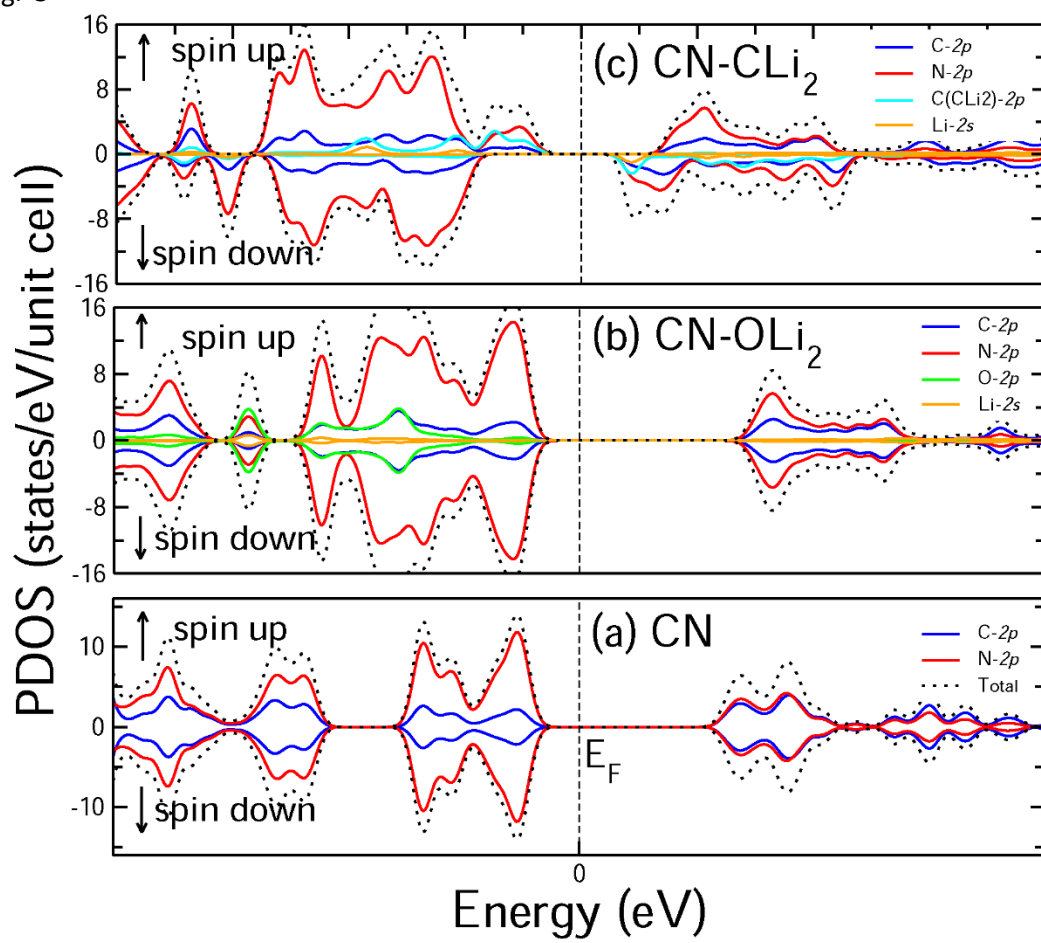 16
8
0
-8
-16
spin up
spin down
(c) CN-CLi2
C-2p
N-2p
C(CLi2)-2p
Li-2s
16
8
0
-8
-16
spin up
spin down
(b) CN-OLi2
C-2p
N-2p
O-2p
Li-2s
10
0
-10
spin up
spin down
(a) CN
C-2p
N-2p
Total
EF
0
PDOS (states/eV/unit cell)
Energy (eV)